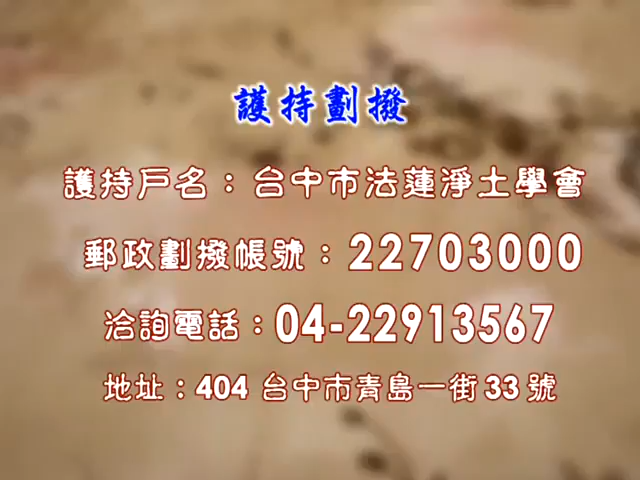 護持劃撥
護持戶名：台中市法蓮淨土學會
郵政劃撥帳號：22703000
洽詢電話：04-22913567
地址：404 台中市青島一街33號